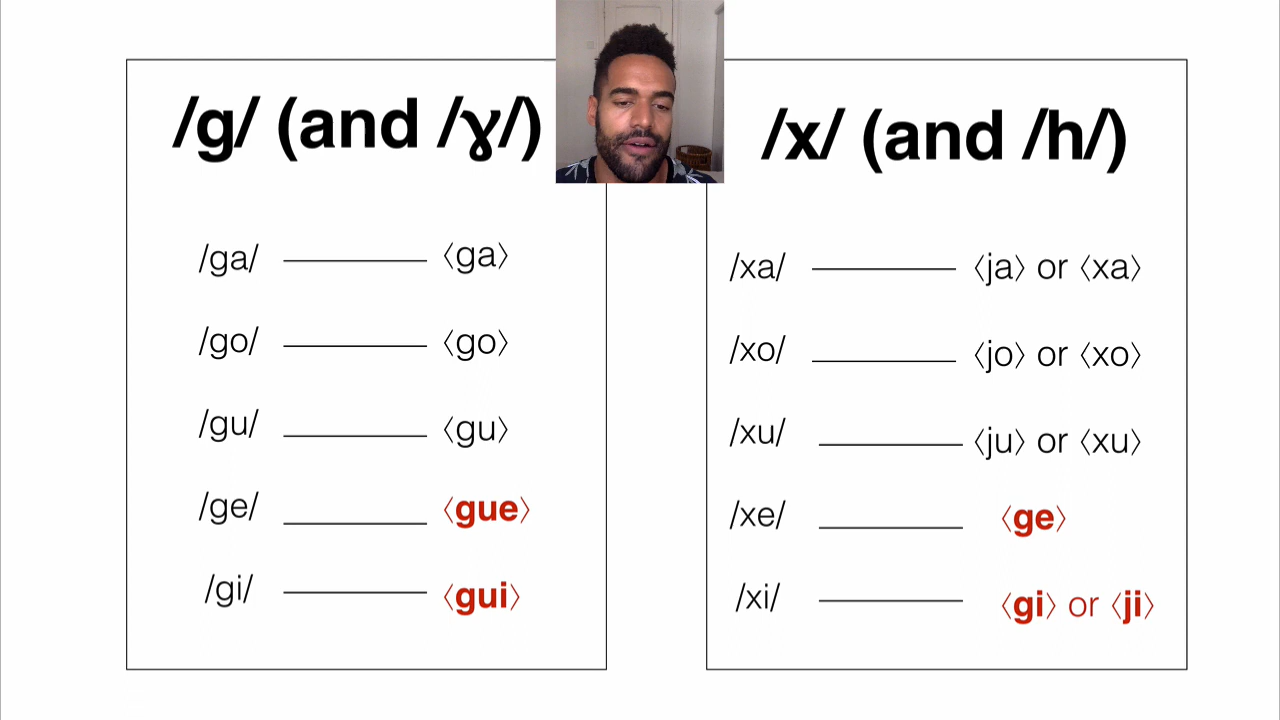 /g/ (and /ɣ/)
/ga/ ⟨ga⟩
/go/ ⟨go⟩
/gu/ ⟨gu⟩
/ge/ ⟨gue⟩
/gi/ ⟨gui⟩
/x/ (and /h/)
/xa/ ⟨ja⟩ or ⟨xa⟩
/xo/ ⟨jo⟩ or ⟨xo⟩
/xu/ ⟨ju⟩ or ⟨xu⟩
/xe/ ⟨ge⟩
/xi/ ⟨gi⟩ or ⟨ji⟩